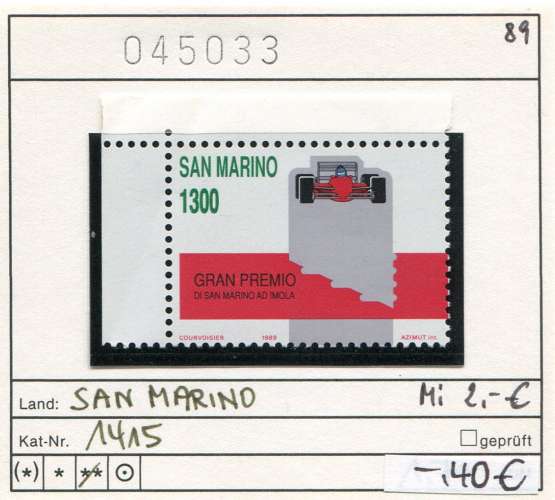 89
045033
SAN MARINO
1300
GRAN PREMIO
DI SAN MARINO AD IMOLA
COURVOISIER 1989 AZIMUT inc.
Land: SAN MARINO Mi 2,-€
Kat-Nr. 1415 geprüft
(*) * **
-,40€